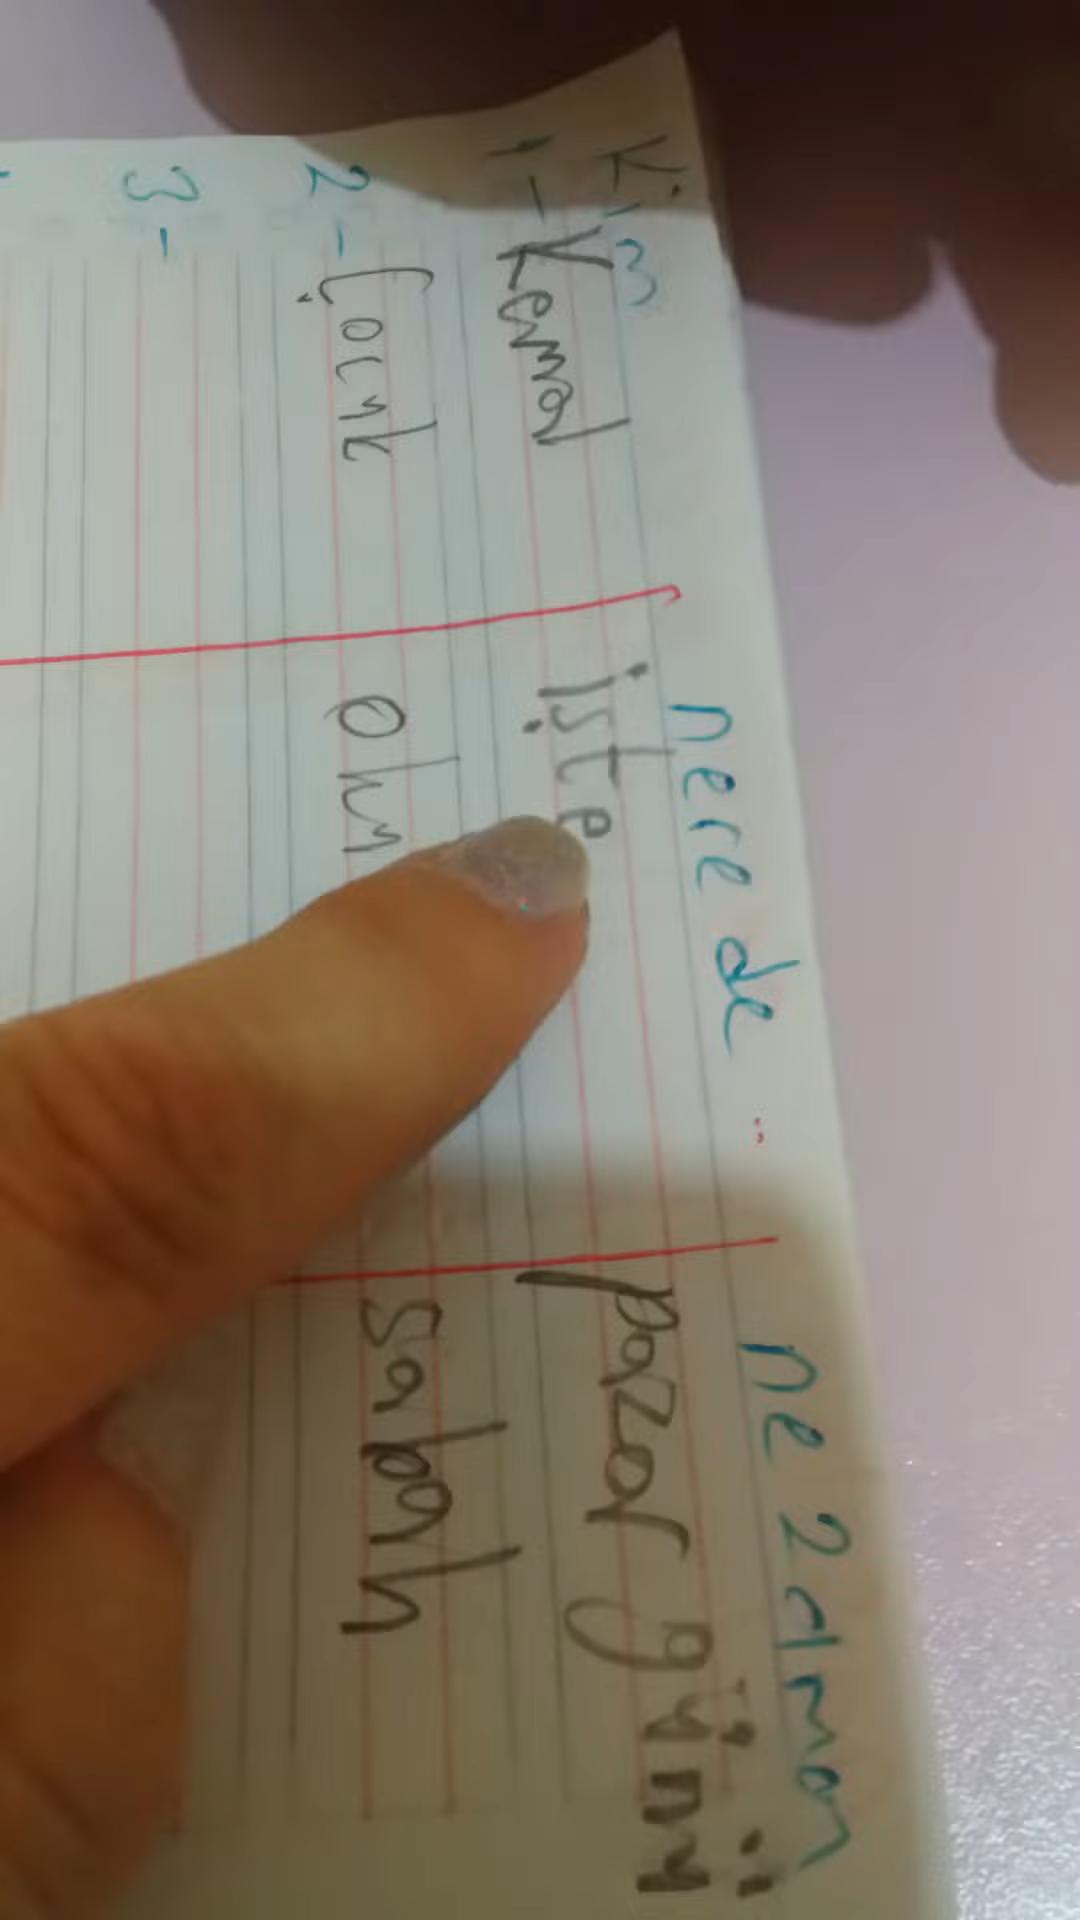 Kim nerede ne zaman
1- Kemal işte pazar günü
2- Çocuk okul sabah
3-